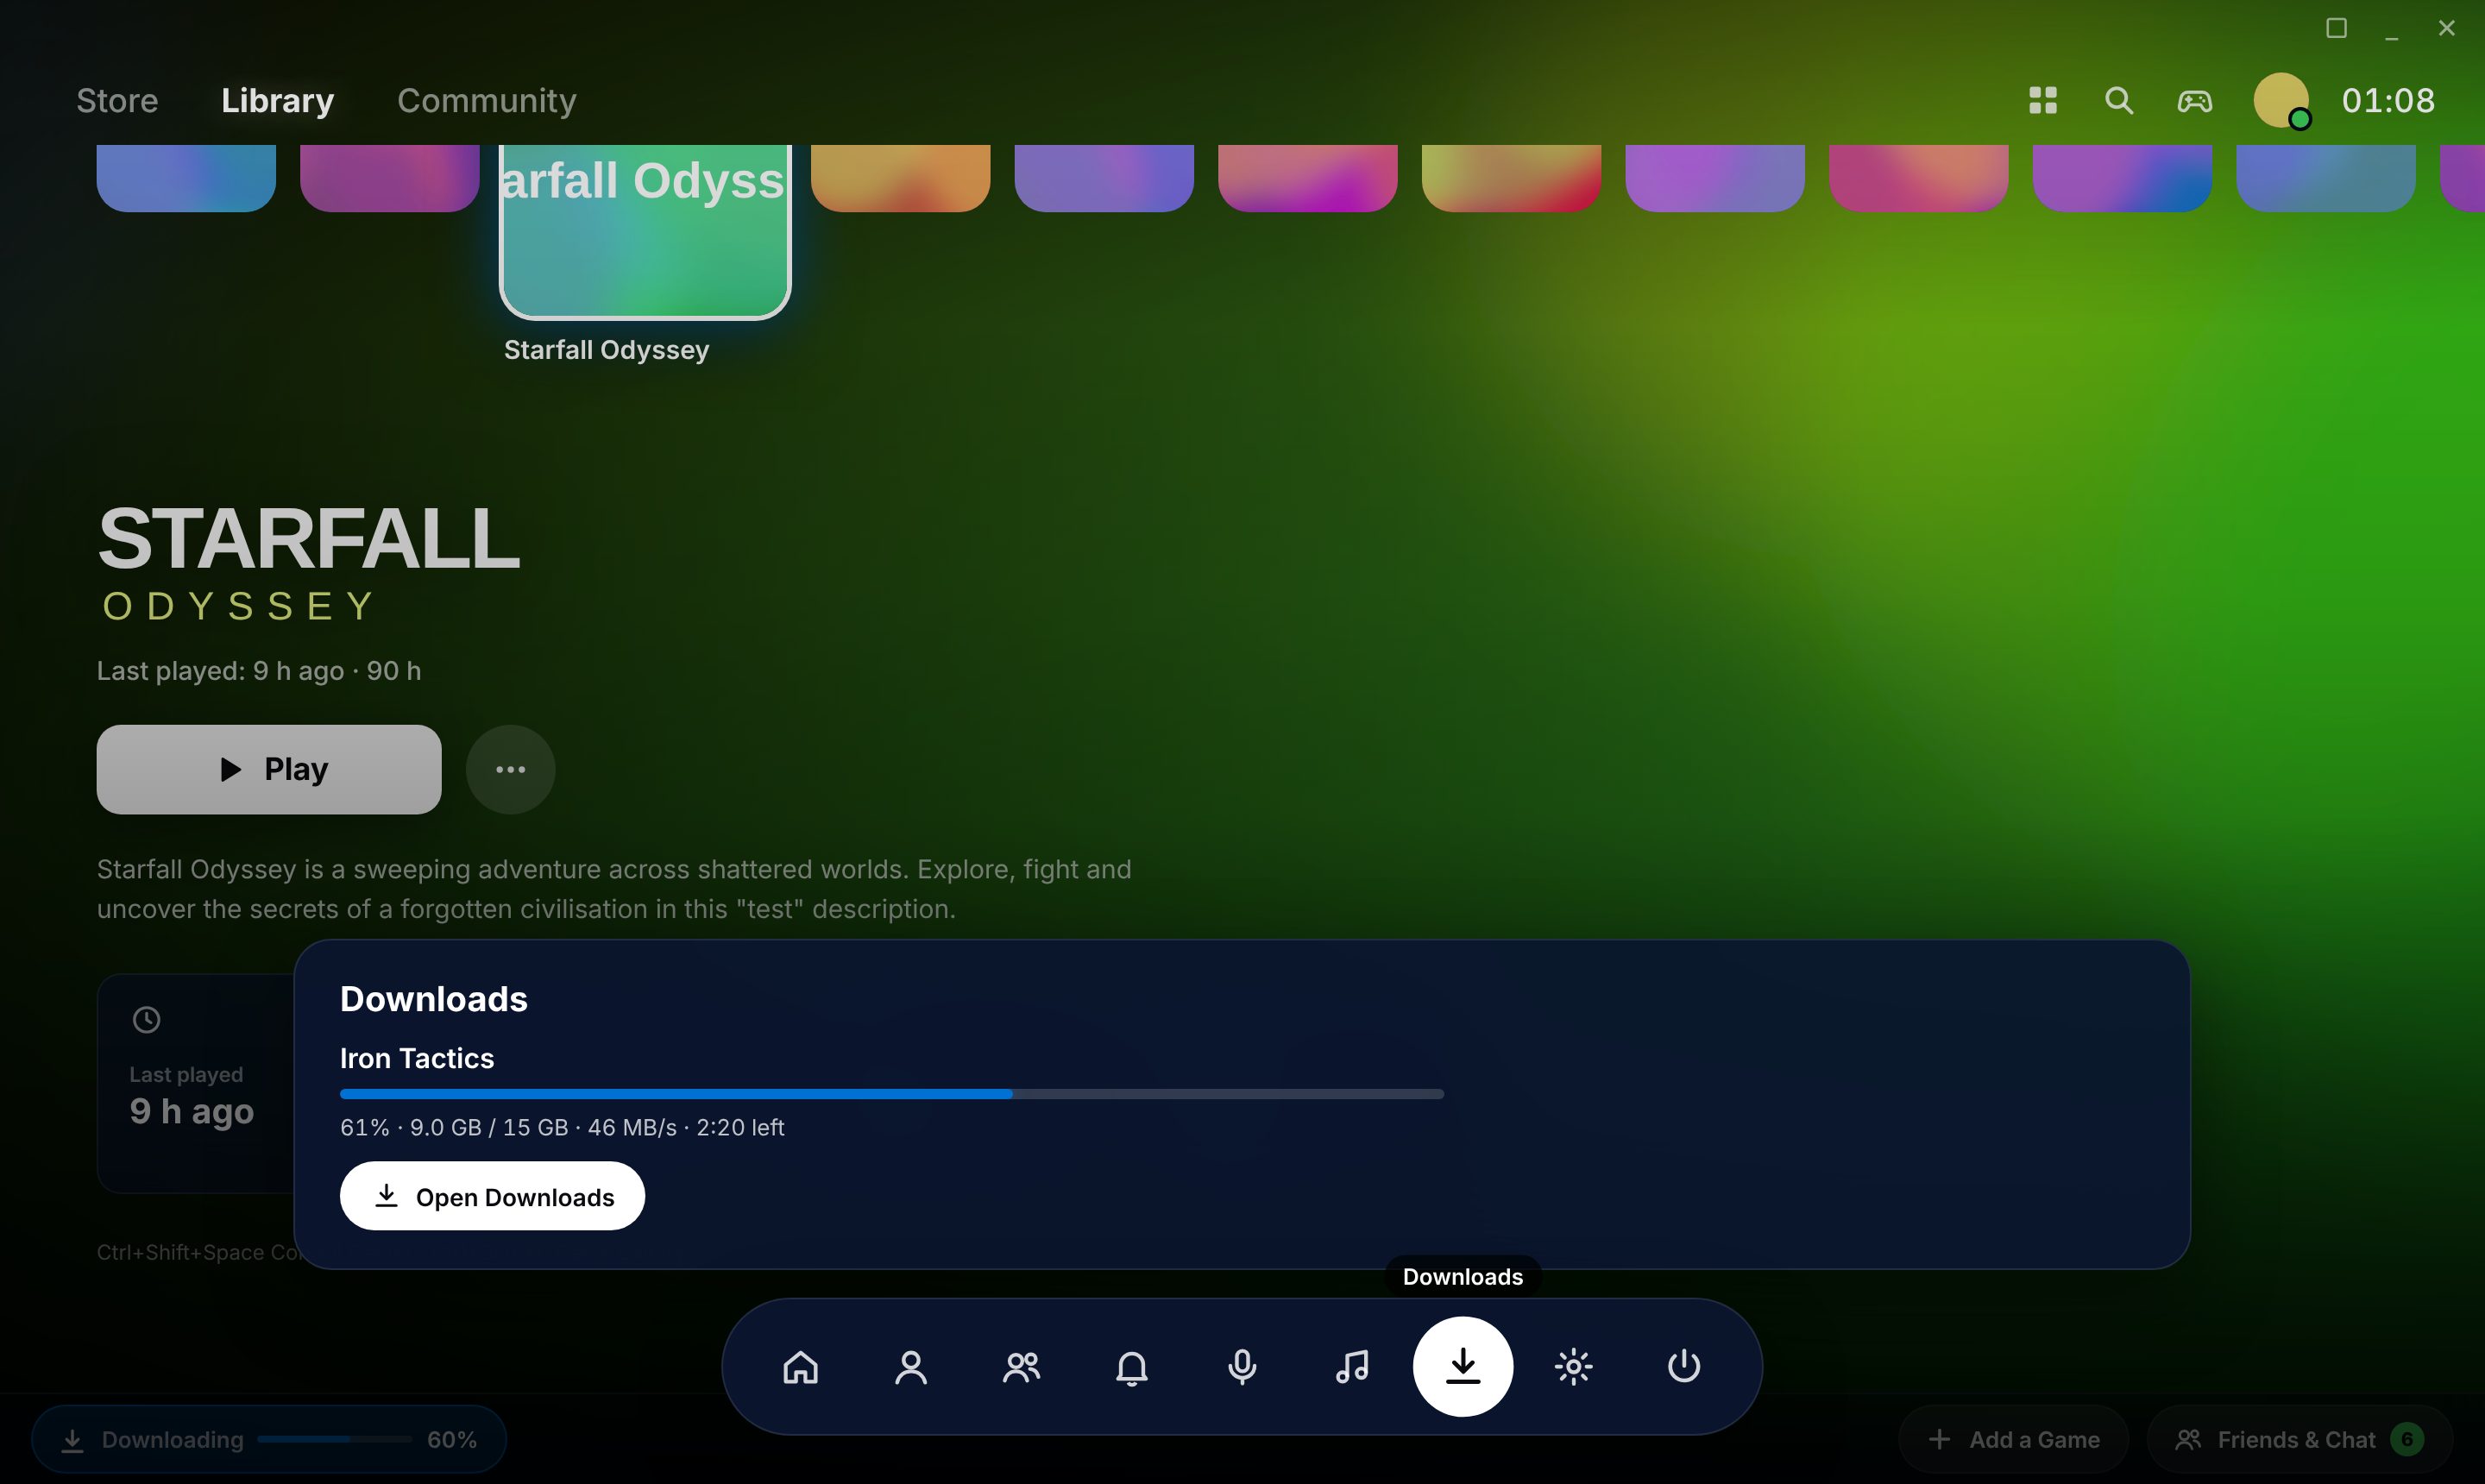 Store Library Community 01:08
arfall Odyss
Starfall Odyssey
STARFALL
ODYSSEY
Last played: 9 h ago · 90 h
Play
Starfall Odyssey is a sweeping adventure across shattered worlds. Explore, fight and
uncover the secrets of a forgotten civilisation in this "test" description.
Last played
9 h ago
Ctrl+Shift+Space
Downloads
Iron Tactics
61% · 9.0 GB / 15 GB · 46 MB/s · 2:20 left
Open Downloads
Downloads
Downloading 60%
Add a Game
Friends & Chat 6